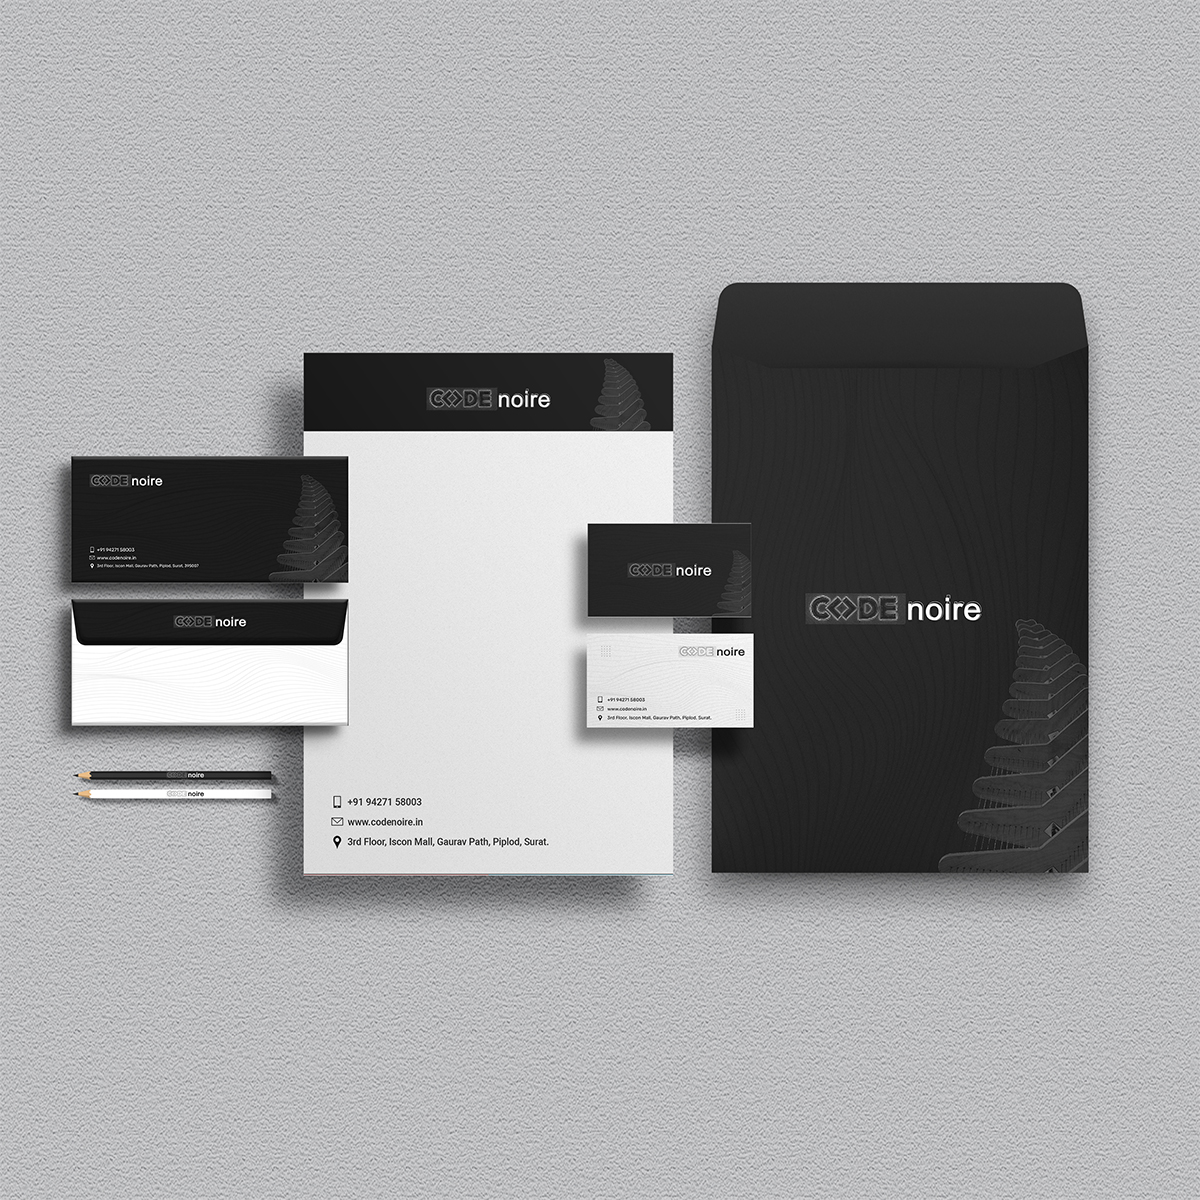 CODE noire
+91 94271 58003
www.codenoire.in
3rd Floor, Iscon Mall, Gaurav Path, Piplod, Surat, 395007
CODE noire
CODE noire
CODE noire
CODE noire
+91 94271 58003
www.codenoire.in
3rd Floor, Iscon Mall, Gaurav Path, Piplod, Surat.
CODE noire
CODE noire
+91 94271 58003
www.codenoire.in
3rd Floor, Iscon Mall, Gaurav Path, Piplod, Surat.
CODE noire